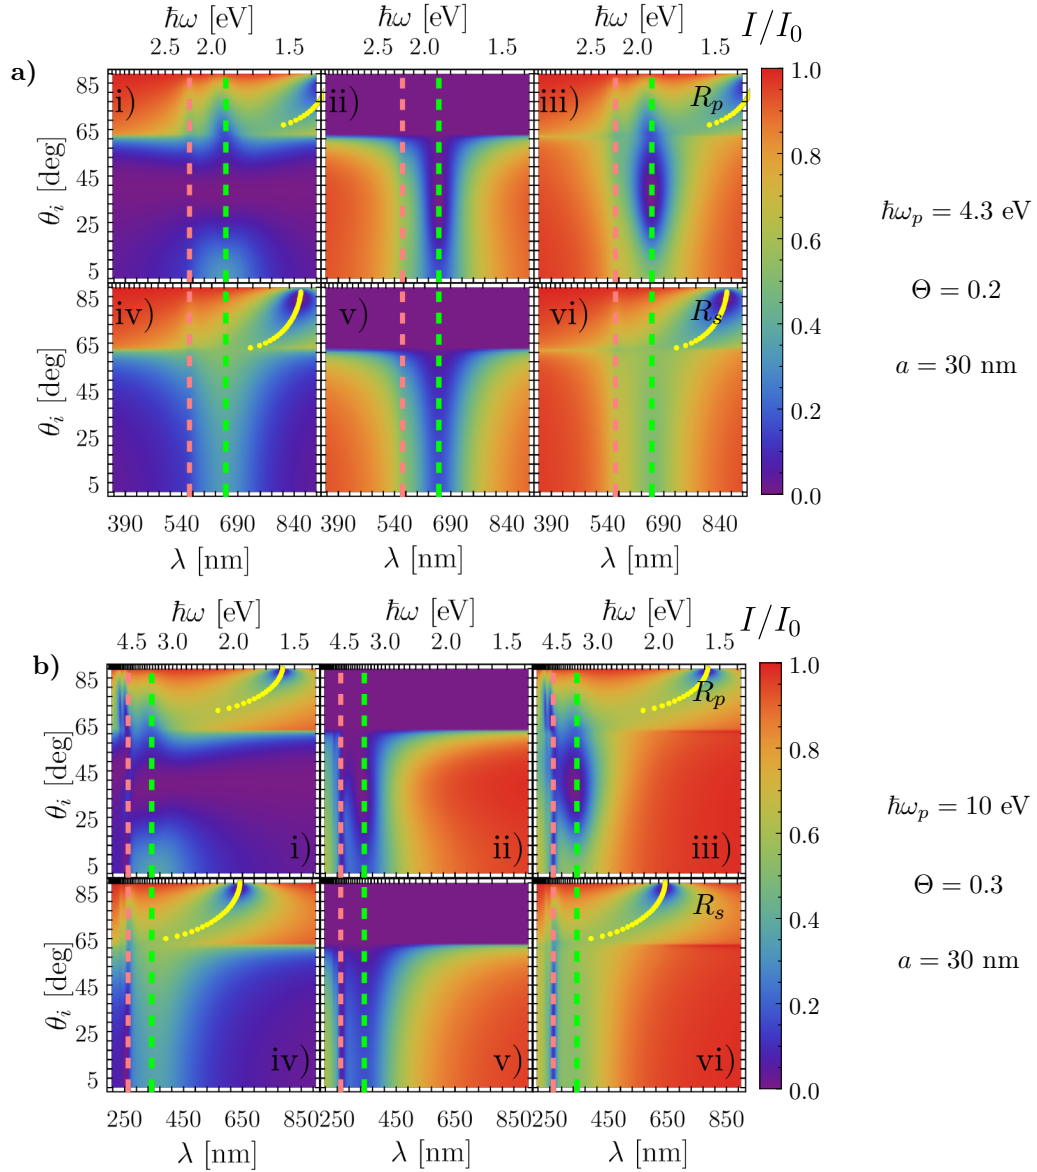 ħω [eV] ħω [eV] ħω [eV] I/I₀
2.5 2.0 1.5 2.5 2.0 1.5 2.5 2.0 1.5
a)
i) ii) iii) Rₚ
θᵢ [deg] 85 65 45 25 5
iv) v) vi) Rₛ
θᵢ [deg] 85 65 45 25 5
390 540 690 840 390 540 690 840 390 540 690 840
λ [nm] λ [nm] λ [nm]
1.0
0.8
0.6
0.4
0.2
0.0
ħωₚ = 4.3 eV
Θ = 0.2
a = 30 nm
ħω [eV] ħω [eV] ħω [eV] I/I₀
4.5 3.0 2.0 1.5 4.5 3.0 2.0 1.5 4.5 3.0 2.0 1.5
b)
Rₚ
θᵢ [deg] 85 65 45 25 5
i) ii) iii)
Rₛ
θᵢ [deg] 85 65 45 25 5
iv) v) vi)
250 450 650 850 250 450 650 850 250 450 650 850
λ [nm] λ [nm] λ [nm]
1.0
0.8
0.6
0.4
0.2
0.0
ħωₚ = 10 eV
Θ = 0.3
a = 30 nm